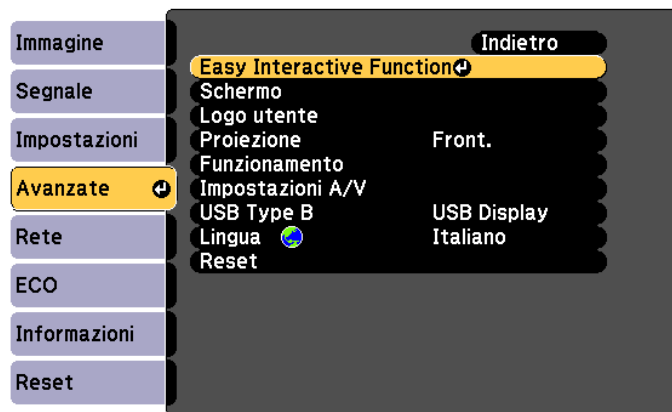 Immagine
Segnale
Impostazioni
Avanzate
Rete
ECO
Informazioni
Reset
Indietro
Easy Interactive Function
Schermo
Logo utente
Proiezione Front.
Funzionamento
Impostazioni A/V
USB Type B USB Display
Lingua Italiano
Reset